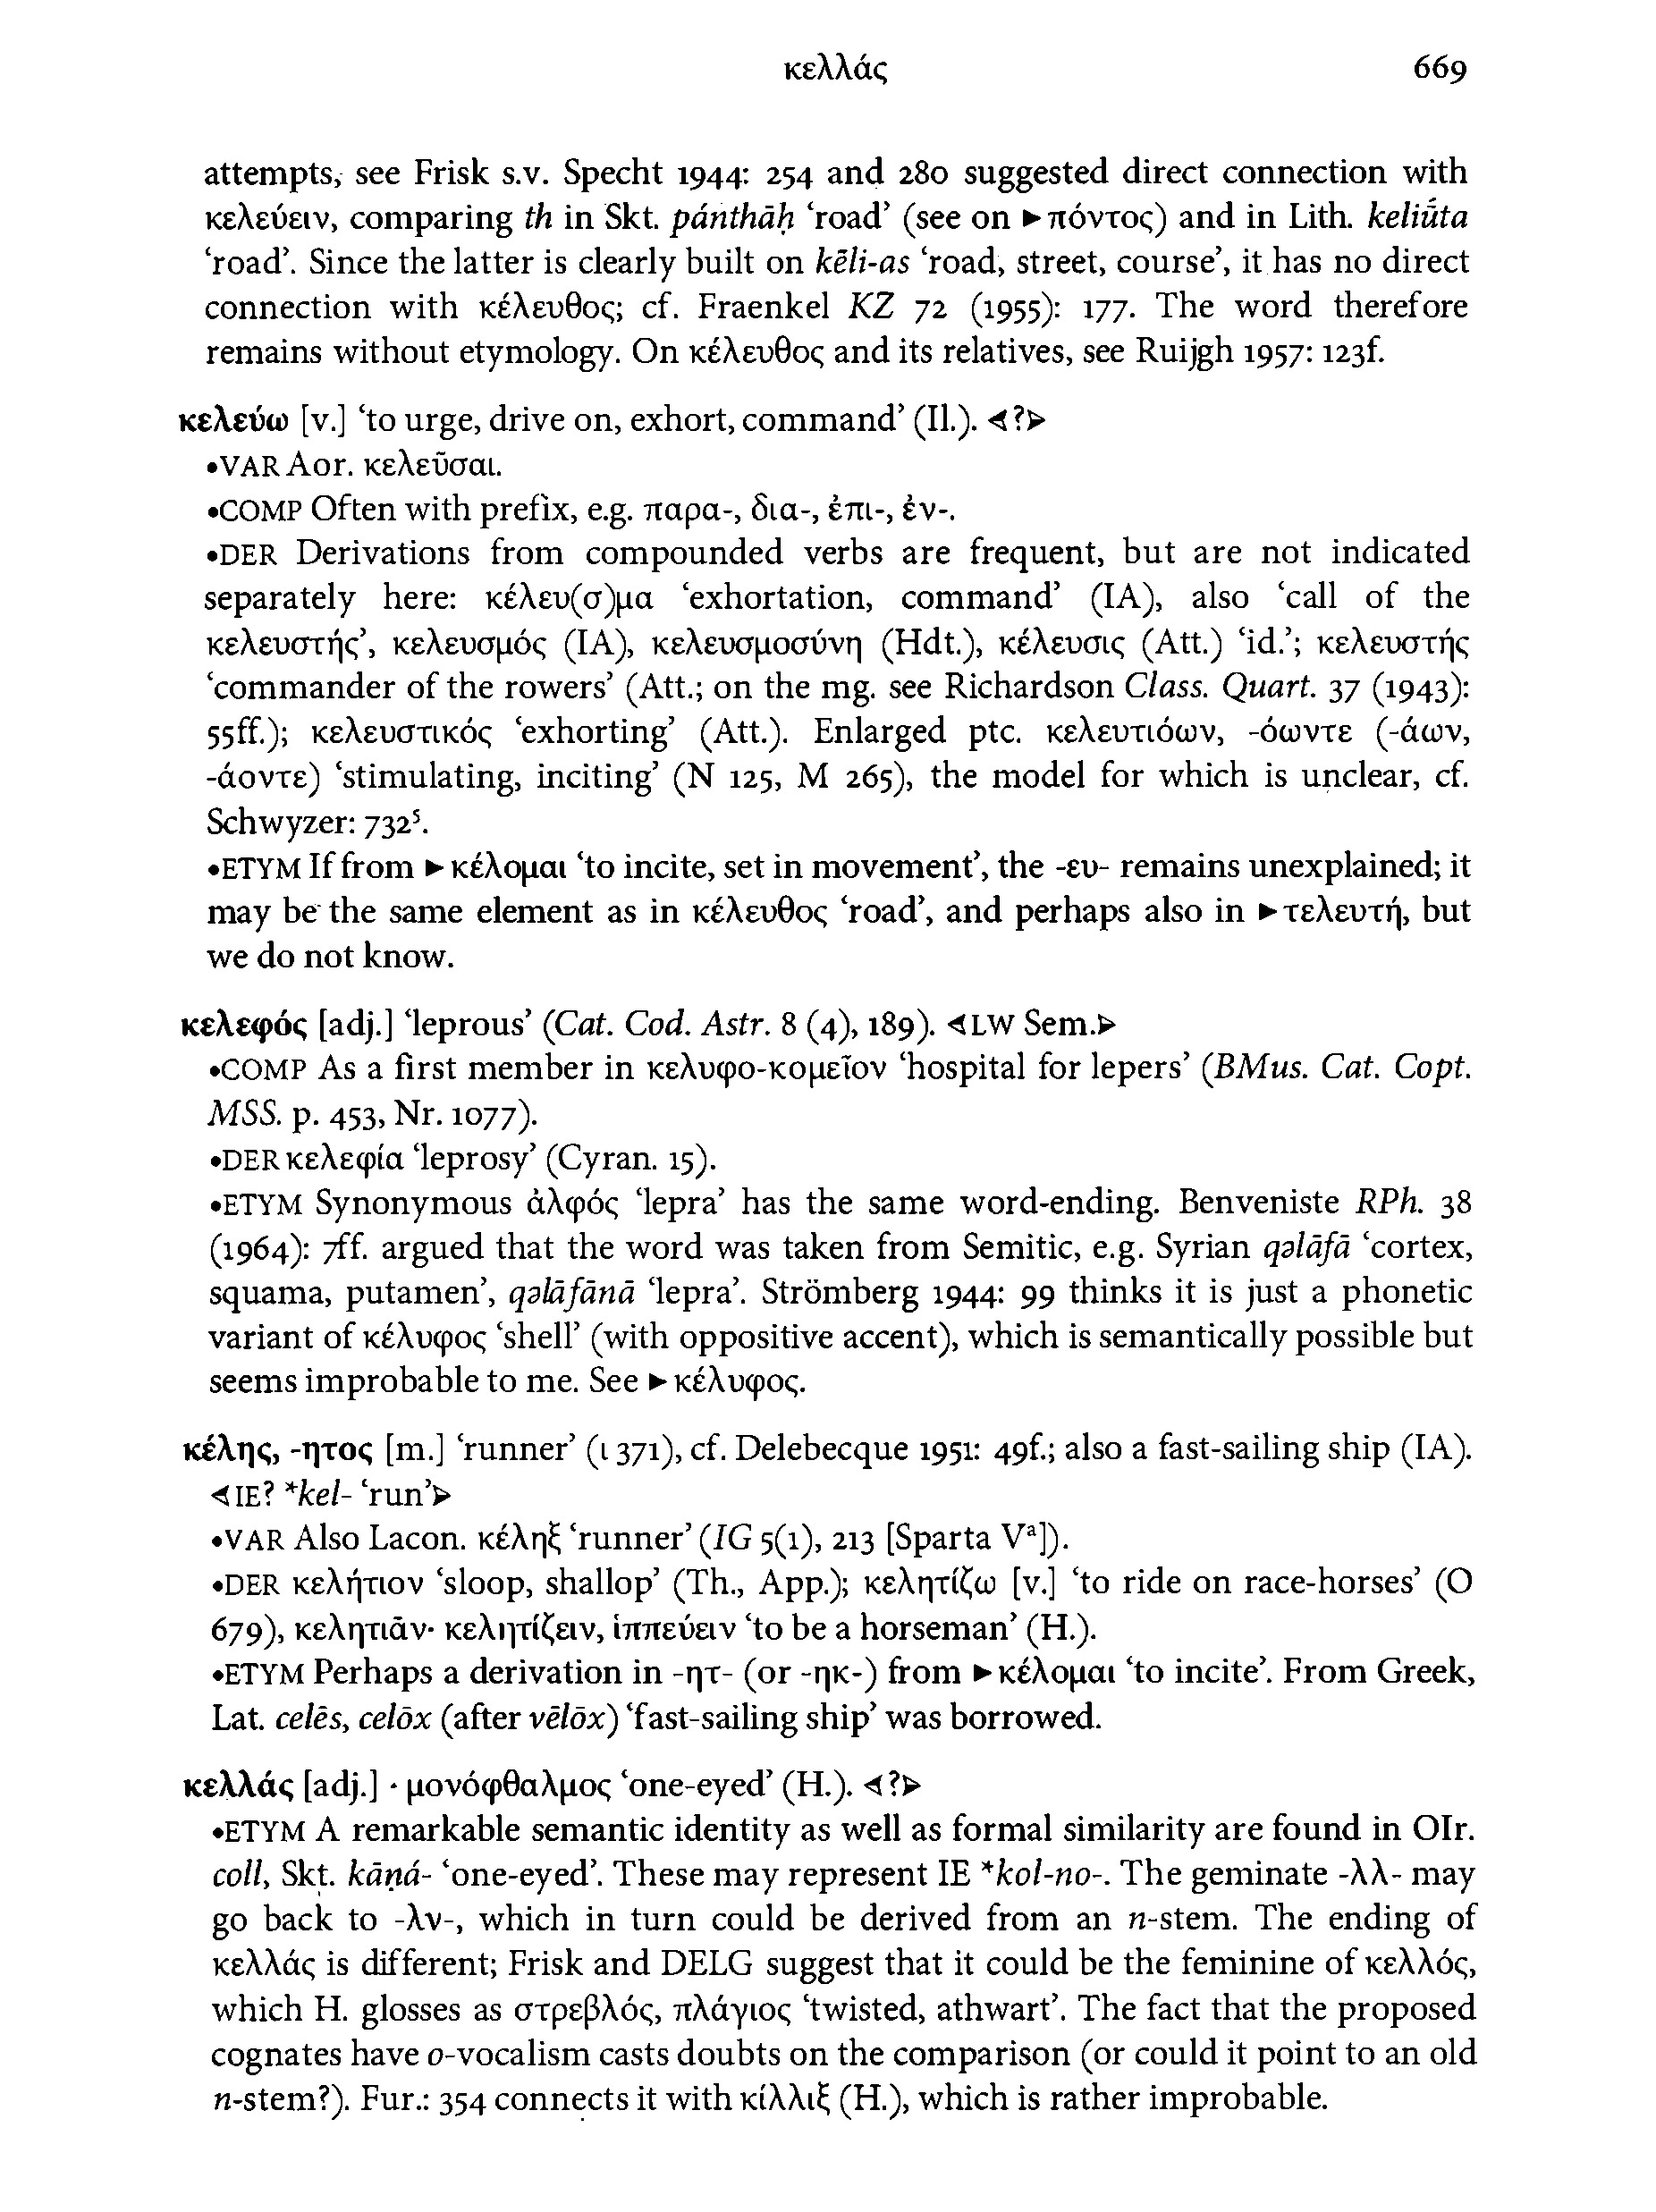 κελλάς 669
attempts, see Frisk s.v. Specht 1944: 254 and 280 suggested direct connection with
κελεύειν, comparing th in Skt. pánthāḥ ‘road’ (see on ►πόντος) and in Lith. keliũta
‘road’. Since the latter is clearly built on kẽli-as ‘road, street, course’, it has no direct
connection with κέλευθος; cf. Fraenkel KZ 72 (1955): 177. The word therefore
remains without etymology. On κέλευθος and its relatives, see Ruijgh 1957: 123f.
κελεύω [v.] ‘to urge, drive on, exhort, command’ (Il.). ⊲?⊳
•VAR Aor. κελεῦσαι.
•COMP Often with prefix, e.g. παρα-, δια-, ἐπι-, ἐν-.
•DER Derivations from compounded verbs are frequent, but are not indicated
separately here: κέλευ(σ)μα ‘exhortation, command’ (IA), also ‘call of the
κελευστής’, κελευσμός (IA), κελευσμοσύνη (Hdt.), κέλευσις (Att.) ‘id.’; κελευστής
‘commander of the rowers’ (Att.; on the mg. see Richardson Class. Quart. 37 (1943):
55ff.); κελευστικός ‘exhorting’ (Att.). Enlarged ptc. κελευτιόων, -όωντε (-άων,
-άοντε) ‘stimulating, inciting’ (N 125, M 265), the model for which is unclear, cf.
Schwyzer: 732⁵.
•ETYM If from ►κέλομαι ‘to incite, set in movement’, the -ευ- remains unexplained; it
may be the same element as in κέλευθος ‘road’, and perhaps also in ►τελευτή, but
we do not know.
κελεφός [adj.] ‘leprous’ (Cat. Cod. Astr. 8 (4), 189). ⊲LW Sem.⊳
•COMP As a first member in κελυφο-κομεῖον ‘hospital for lepers’ (BMus. Cat. Copt.
MSS. p. 453, Nr. 1077).
•DER κελεφία ‘leprosy’ (Cyran. 15).
•ETYM Synonymous ἀλφός ‘lepra’ has the same word-ending. Benveniste RPh. 38
(1964): 7ff. argued that the word was taken from Semitic, e.g. Syrian qəlāfā ‘cortex,
squama, putamen’, qəlāfānā ‘lepra’. Strömberg 1944: 99 thinks it is just a phonetic
variant of κέλυφος ‘shell’ (with oppositive accent), which is semantically possible but
seems improbable to me. See ►κέλυφος.
κέλης, -ητος [m.] ‘runner’ (ι 371), cf. Delebecque 1951: 49f.; also a fast-sailing ship (IA).
⊲IE? *kel- ‘run’⊳
•VAR Also Lacon. κέληξ ‘runner’ (IG 5(1), 213 [Sparta Vᵃ]).
•DER κελήτιον ‘sloop, shallop’ (Th., App.); κελητίζω [v.] ‘to ride on race-horses’ (O
679), κελητιᾶν· κελητίζειν, ἱππεύειν ‘to be a horseman’ (H.).
•ETYM Perhaps a derivation in -ητ- (or -ηκ-) from ►κέλομαι ‘to incite’. From Greek,
Lat. celēs, celōx (after vēlōx) ‘fast-sailing ship’ was borrowed.
κελλάς [adj.] · μονόφθαλμος ‘one-eyed’ (H.). ⊲?⊳
•ETYM A remarkable semantic identity as well as formal similarity are found in OIr.
coll, Skt. kāṇá- ‘one-eyed’. These may represent IE *kol-no-. The geminate -λλ- may
go back to -λν-, which in turn could be derived from an n-stem. The ending of
κελλάς is different; Frisk and DELG suggest that it could be the feminine of κελλός,
which H. glosses as στρεβλός, πλάγιος ‘twisted, athwart’. The fact that the proposed
cognates have o-vocalism casts doubts on the comparison (or could it point to an old
n-stem?). Fur.: 354 connects it with κίλλιξ (H.), which is rather improbable.